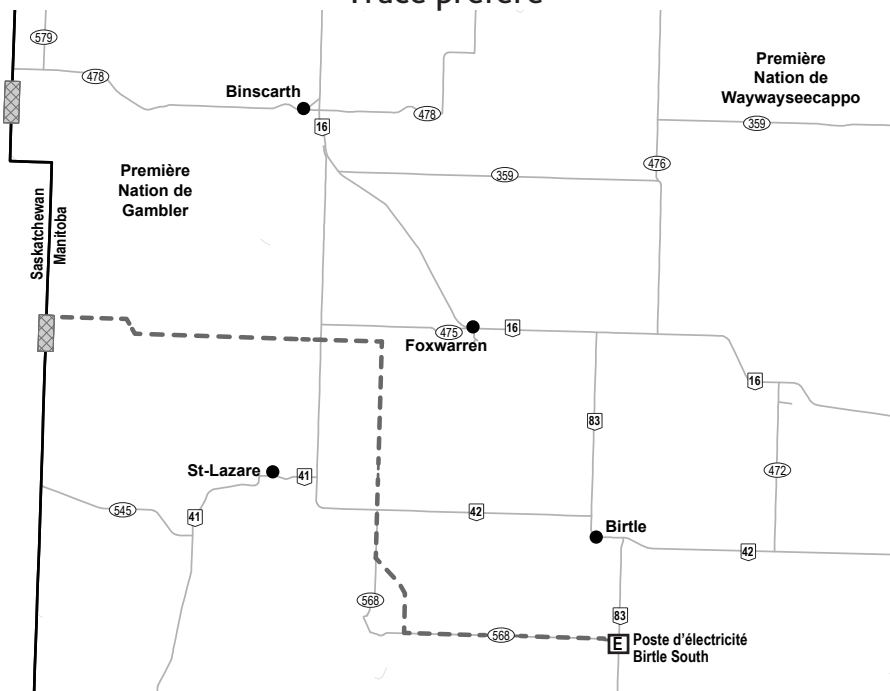 Tracé préféré
579
478
Binscarth
478
16
Première
Nation de
Waywayseecappo
359
476
Première
Nation de
Gambler
359
Saskatchewan
Manitoba
475
16
Foxwarren
16
83
St-Lazare
41
472
545
41
42
Birtle
42
568
83
568
E
Poste d'électricité
Birtle South